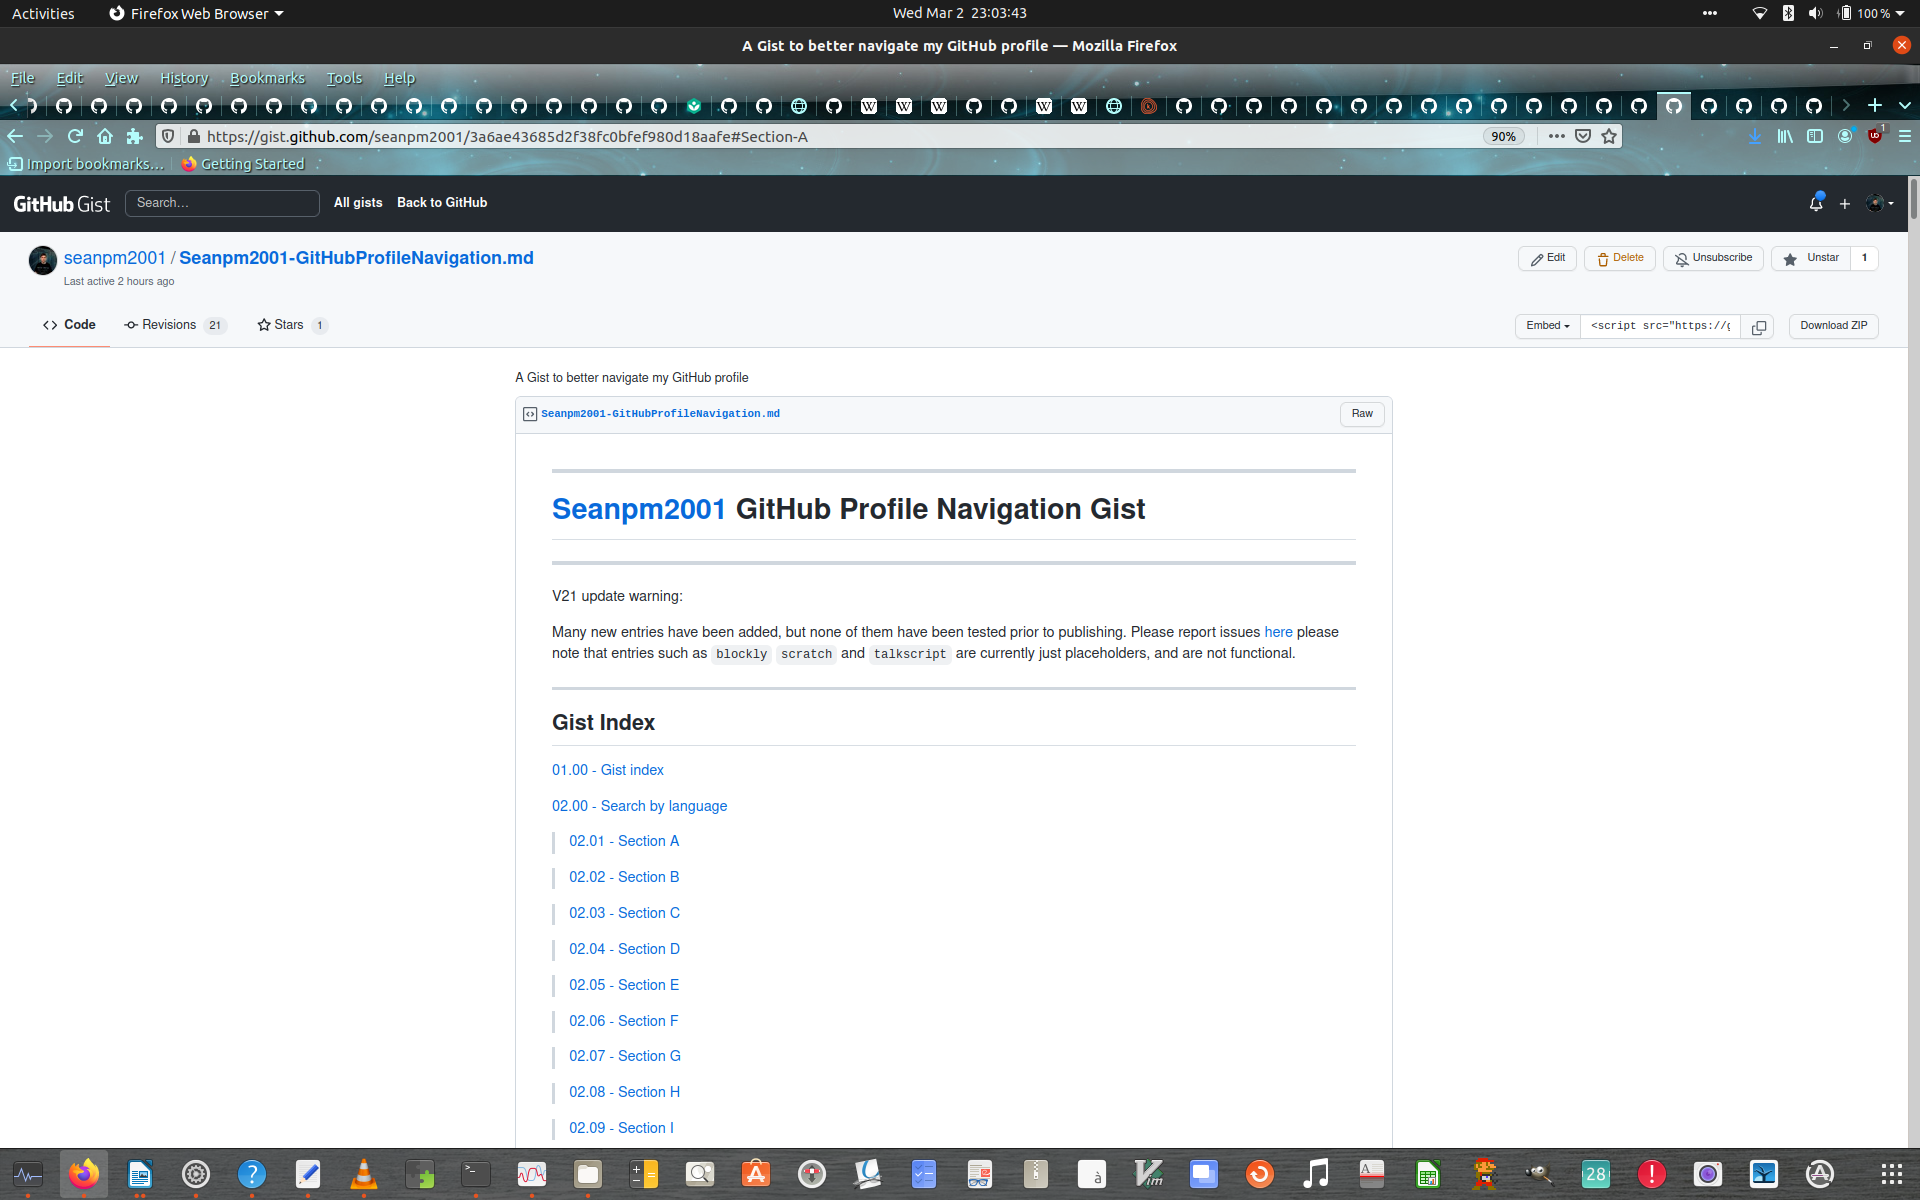 Activities
Firefox Web Browser
Wed Mar 2 23:03:43
100 %
A Gist to better navigate my GitHub profile — Mozilla Firefox
File Edit View History Bookmarks Tools Help
https://gist.github.com/seanpm2001/3a6ae43685d2f38fc0bfef980d18aafe#Section-A
90%
1
Import bookmarks...
Getting Started
GitHub Gist
Search...
All gists
Back to GitHub
seanpm2001 / Seanpm2001-GitHubProfileNavigation.md
Last active 2 hours ago
Edit
Delete
Unsubscribe
Unstar
1
Code
Revisions 21
Stars 1
Embed
<script src="https://g
Download ZIP
A Gist to better navigate my GitHub profile
Seanpm2001-GitHubProfileNavigation.md
Raw
Seanpm2001 GitHub Profile Navigation Gist
V21 update warning:
Many new entries have been added, but none of them have been tested prior to publishing. Please report issues here please
note that entries such as blockly scratch and talkscript are currently just placeholders, and are not functional.
Gist Index
01.00 - Gist index
02.00 - Search by language
02.01 - Section A
02.02 - Section B
02.03 - Section C
02.04 - Section D
02.05 - Section E
02.06 - Section F
02.07 - Section G
02.08 - Section H
02.09 - Section I
28